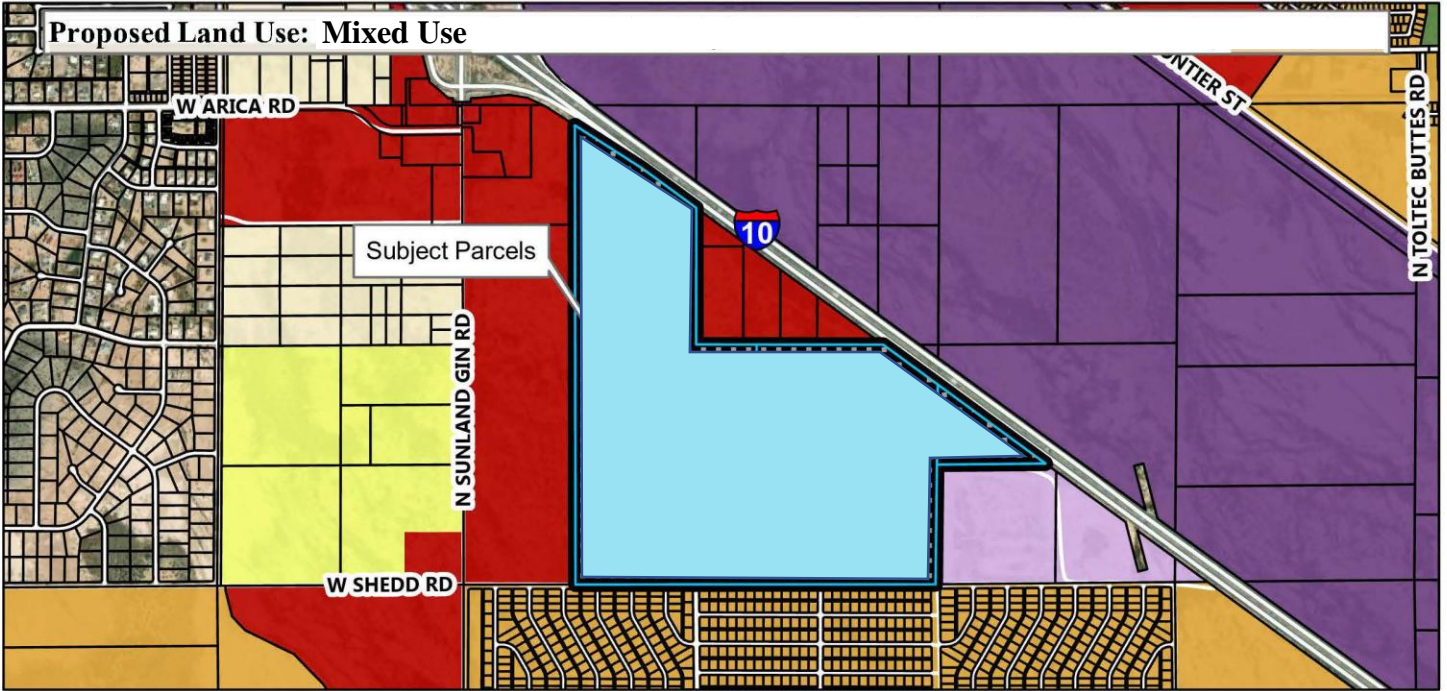 Proposed Land Use: Mixed Use
ONTIER ST
W ARICA RD
N TOLTEC BUTTES RD
10
Subject Parcels
N SUNLAND GIN RD
W SHEDD RD